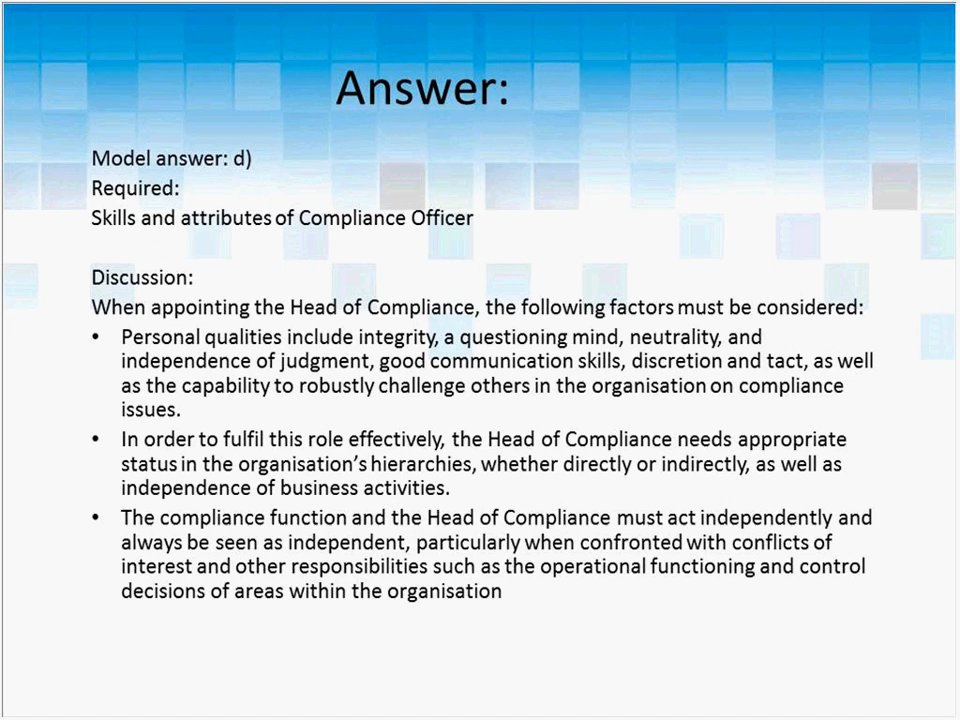 Answer:
Model answer: d)
Required:
Skills and attributes of Compliance Officer
Discussion:
When appointing the Head of Compliance, the following factors must be considered:
• Personal qualities include integrity, a questioning mind, neutrality, and
independence of judgment, good communication skills, discretion and tact, as well
as the capability to robustly challenge others in the organisation on compliance
issues.
• In order to fulfil this role effectively, the Head of Compliance needs appropriate
status in the organisation's hierarchies, whether directly or indirectly, as well as
independence of business activities.
• The compliance function and the Head of Compliance must act independently and
always be seen as independent, particularly when confronted with conflicts of
interest and other responsibilities such as the operational functioning and control
decisions of areas within the organisation